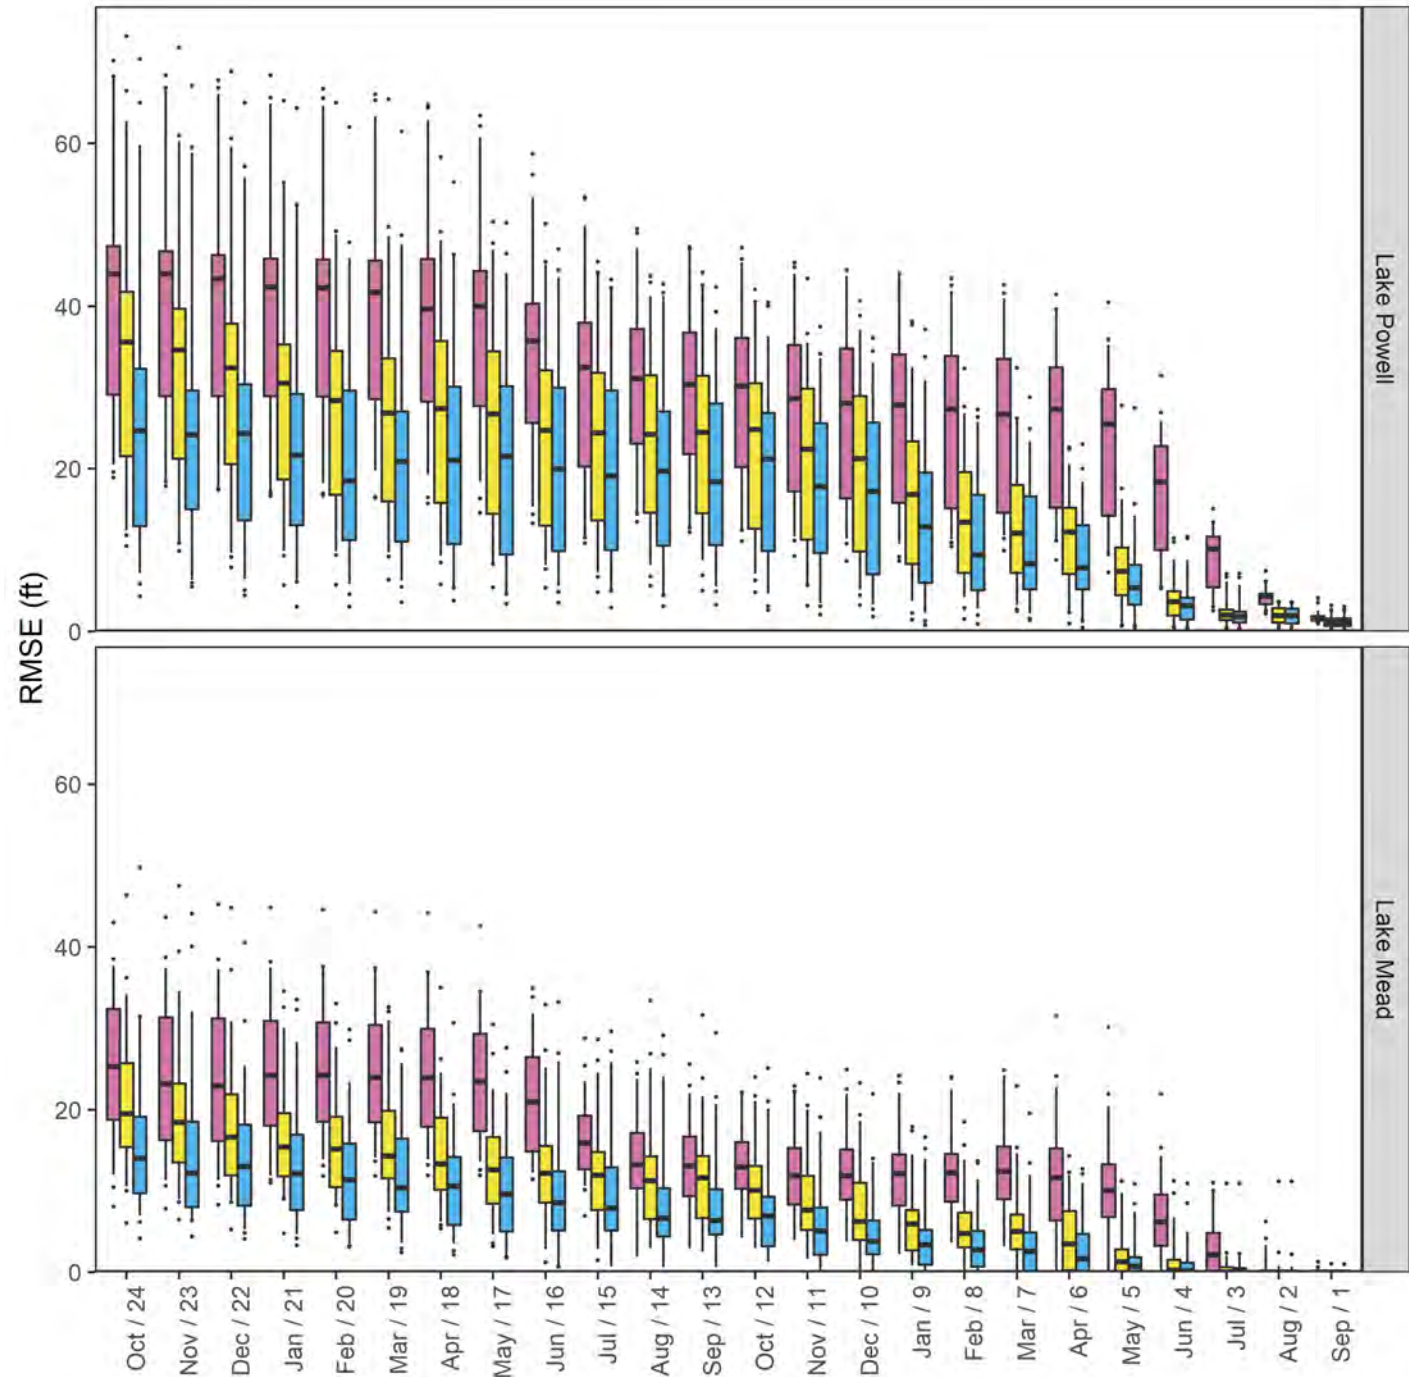 RMSE (ft)
60
40
20
0
Lake Powell
60
40
20
0
Lake Mead
Oct / 24
Nov / 23
Dec / 22
Jan / 21
Feb / 20
Mar / 19
Apr / 18
May / 17
Jun / 16
Jul / 15
Aug / 14
Sep / 13
Oct / 12
Nov / 11
Dec / 10
Jan / 9
Feb / 8
Mar / 7
Apr / 6
May / 5
Jun / 4
Jul / 3
Aug / 2
Sep / 1